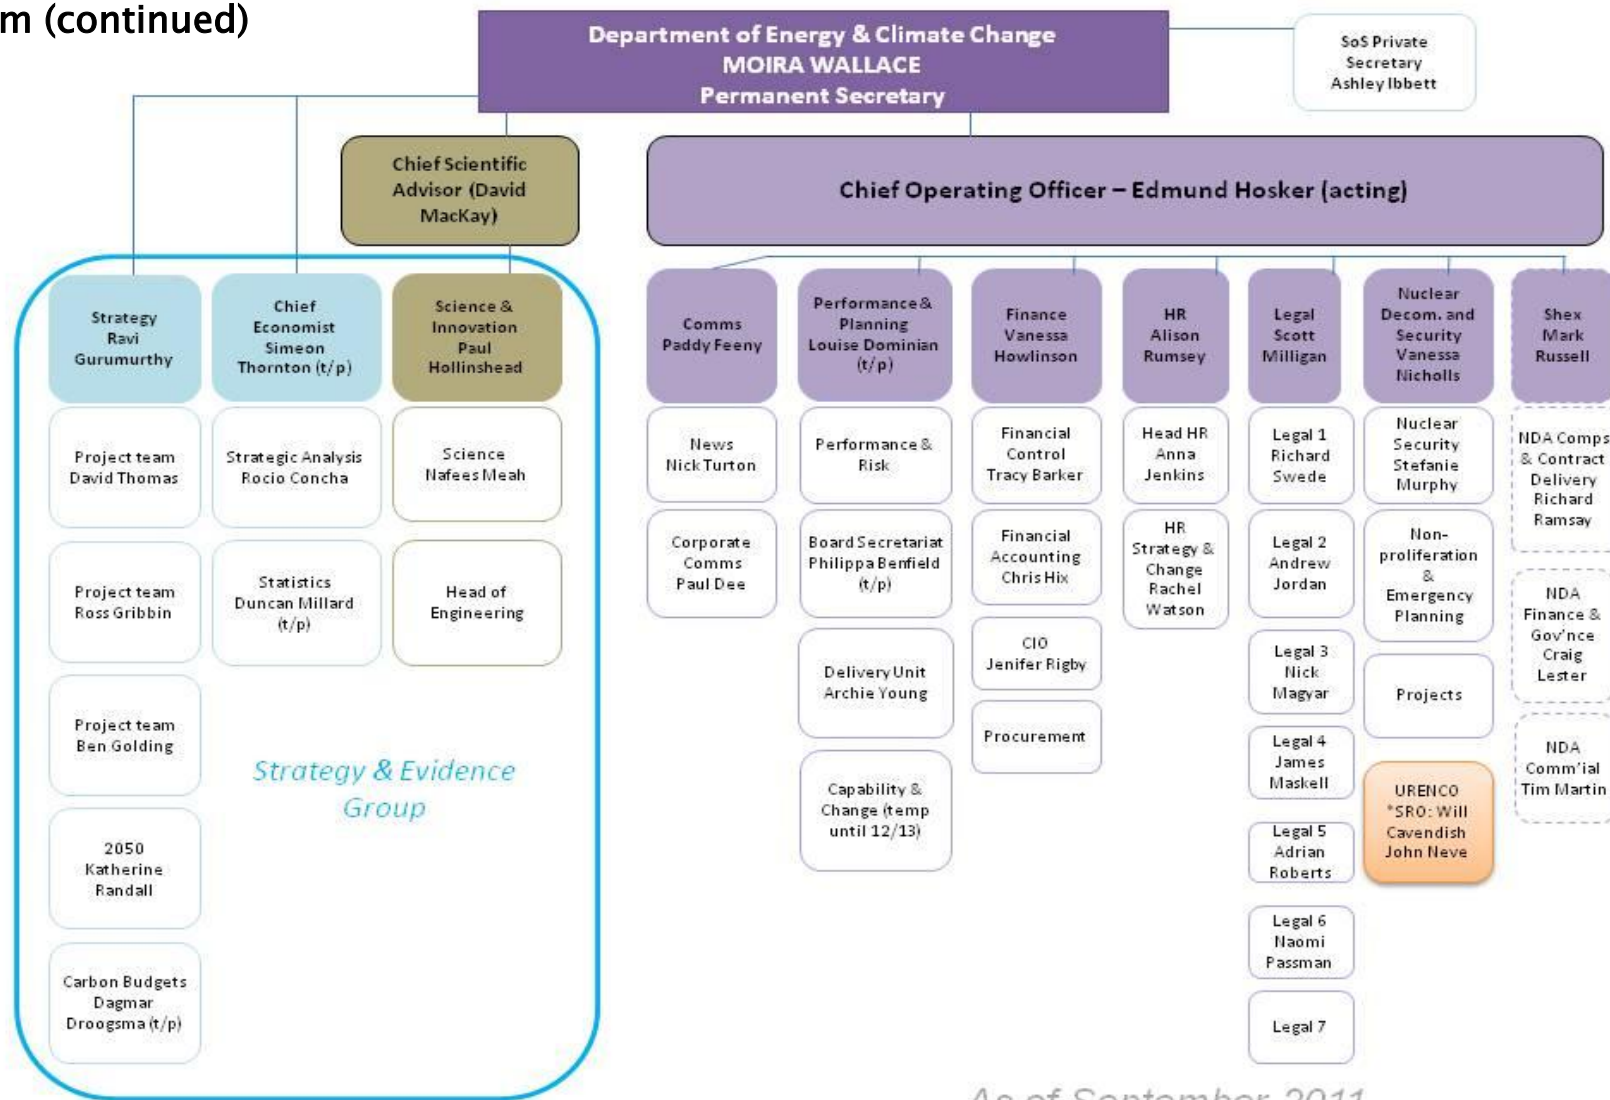 m (continued)
Department of Energy & Climate Change
MOIRA WALLACE
Permanent Secretary
SoS Private
Secretary
Ashley Ibbett
Chief Scientific
Advisor (David
MacKay)
Chief Operating Officer – Edmund Hosker (acting)
Strategy
Ravi
Gurumurthy
Chief
Economist
Simeon
Thornton (t/p)
Science &
Innovation
Paul
Hollinshead
Comms
Paddy Feeny
Performance &
Planning
Louise Dominian
(t/p)
Finance
Vanessa
Howlinson
HR
Alison
Rumsey
Legal
Scott
Milligan
Nuclear
Decom. and
Security
Vanessa
Nicholls
Shex
Mark
Russell
Project team
David Thomas
Project team
Ross Gribbin
Project team
Ben Golding
2050
Katherine
Randall
Carbon Budgets
Dagmar
Droogsma (t/p)
Strategic Analysis
Rocio Concha
Statistics
Duncan Millard
(t/p)
Science
Nafees Meah
Head of
Engineering
Strategy & Evidence
Group
News
Nick Turton
Corporate
Comms
Paul Dee
Performance &
Risk
Board Secretariat
Philippa Benfield
(t/p)
Delivery Unit
Archie Young
Capability &
Change (temp
until 12/13)
Financial
Control
Tracy Barker
Financial
Accounting
Chris Hix
CIO
Jenifer Rigby
Procurement
Head HR
Anna
Jenkins
HR
Strategy &
Change
Rachel
Watson
Legal 1
Richard
Swede
Legal 2
Andrew
Jordan
Legal 3
Nick
Magyar
Legal 4
James
Maskell
Legal 5
Adrian
Roberts
Legal 6
Naomi
Passman
Legal 7
Nuclear
Security
Stefanie
Murphy
Non-
proliferation
&
Emergency
Planning
Projects
URENCO
*SRO: Will
Cavendish
John Neve
NDA Comps
& Contract
Delivery
Richard
Ramsay
NDA
Finance &
Gov'nce
Craig
Lester
NDA
Comm'ial
Tim Martin
As of September 2011